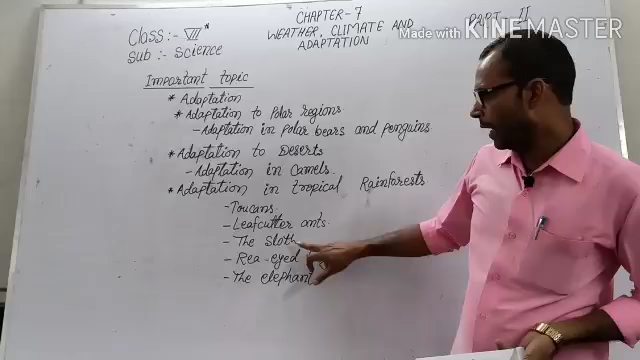 Class:- VII th
Sub :- Science
CHAPTER-7
WEATHER, CLIMATE AND
ADAPTATION
PART II
Made with KINEMASTER
Important topic
* Adaptation
* Adaptation to Polar regions.
- Adaptation in Polar bears and penguins
* Adaptation to Deserts
- Adaptation in Camels.
* Adaptation in tropical Rainforests
- Toucans.
- Leafcutter ants.
- The Sloth
- Rea-eyed
- The elephant